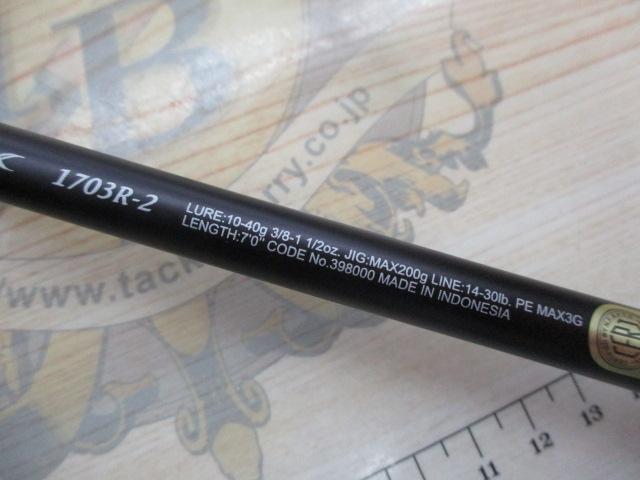 1703R-2
LURE:10-40g 3/8-1 1/2oz. JIG:MAX200g LINE:14-30lb. PE MAX3G
LENGTH:7'0" CODE No.398000 MADE IN INDONESIA
B
www.tack
rry.co.jp
11 12 13